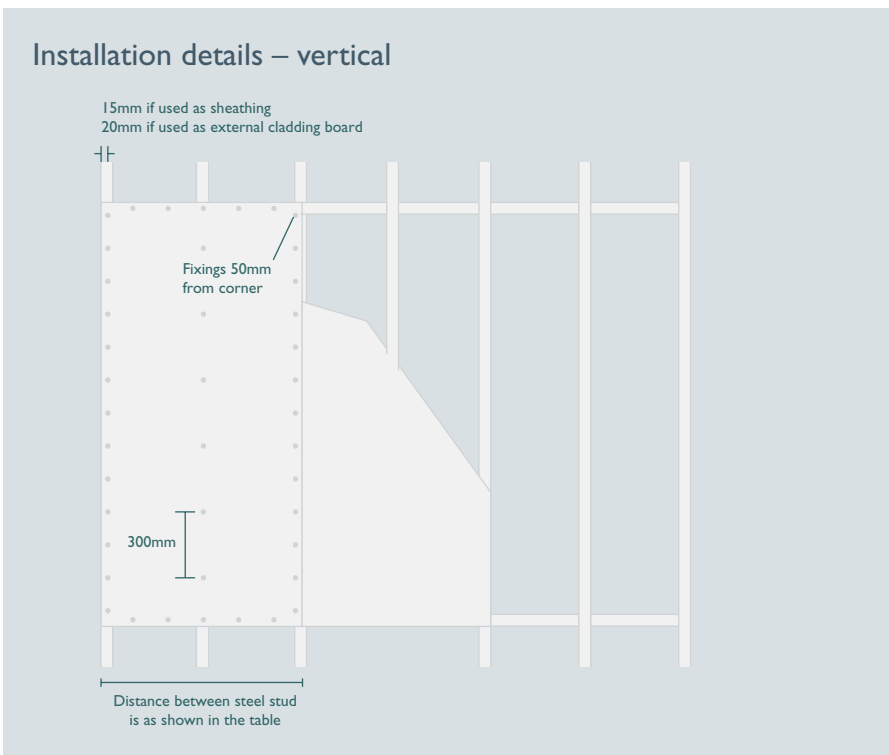 Installation details – vertical
15mm if used as sheathing
20mm if used as external cladding board
Fixings 50mm
from corner
300mm
Distance between steel stud
is as shown in the table